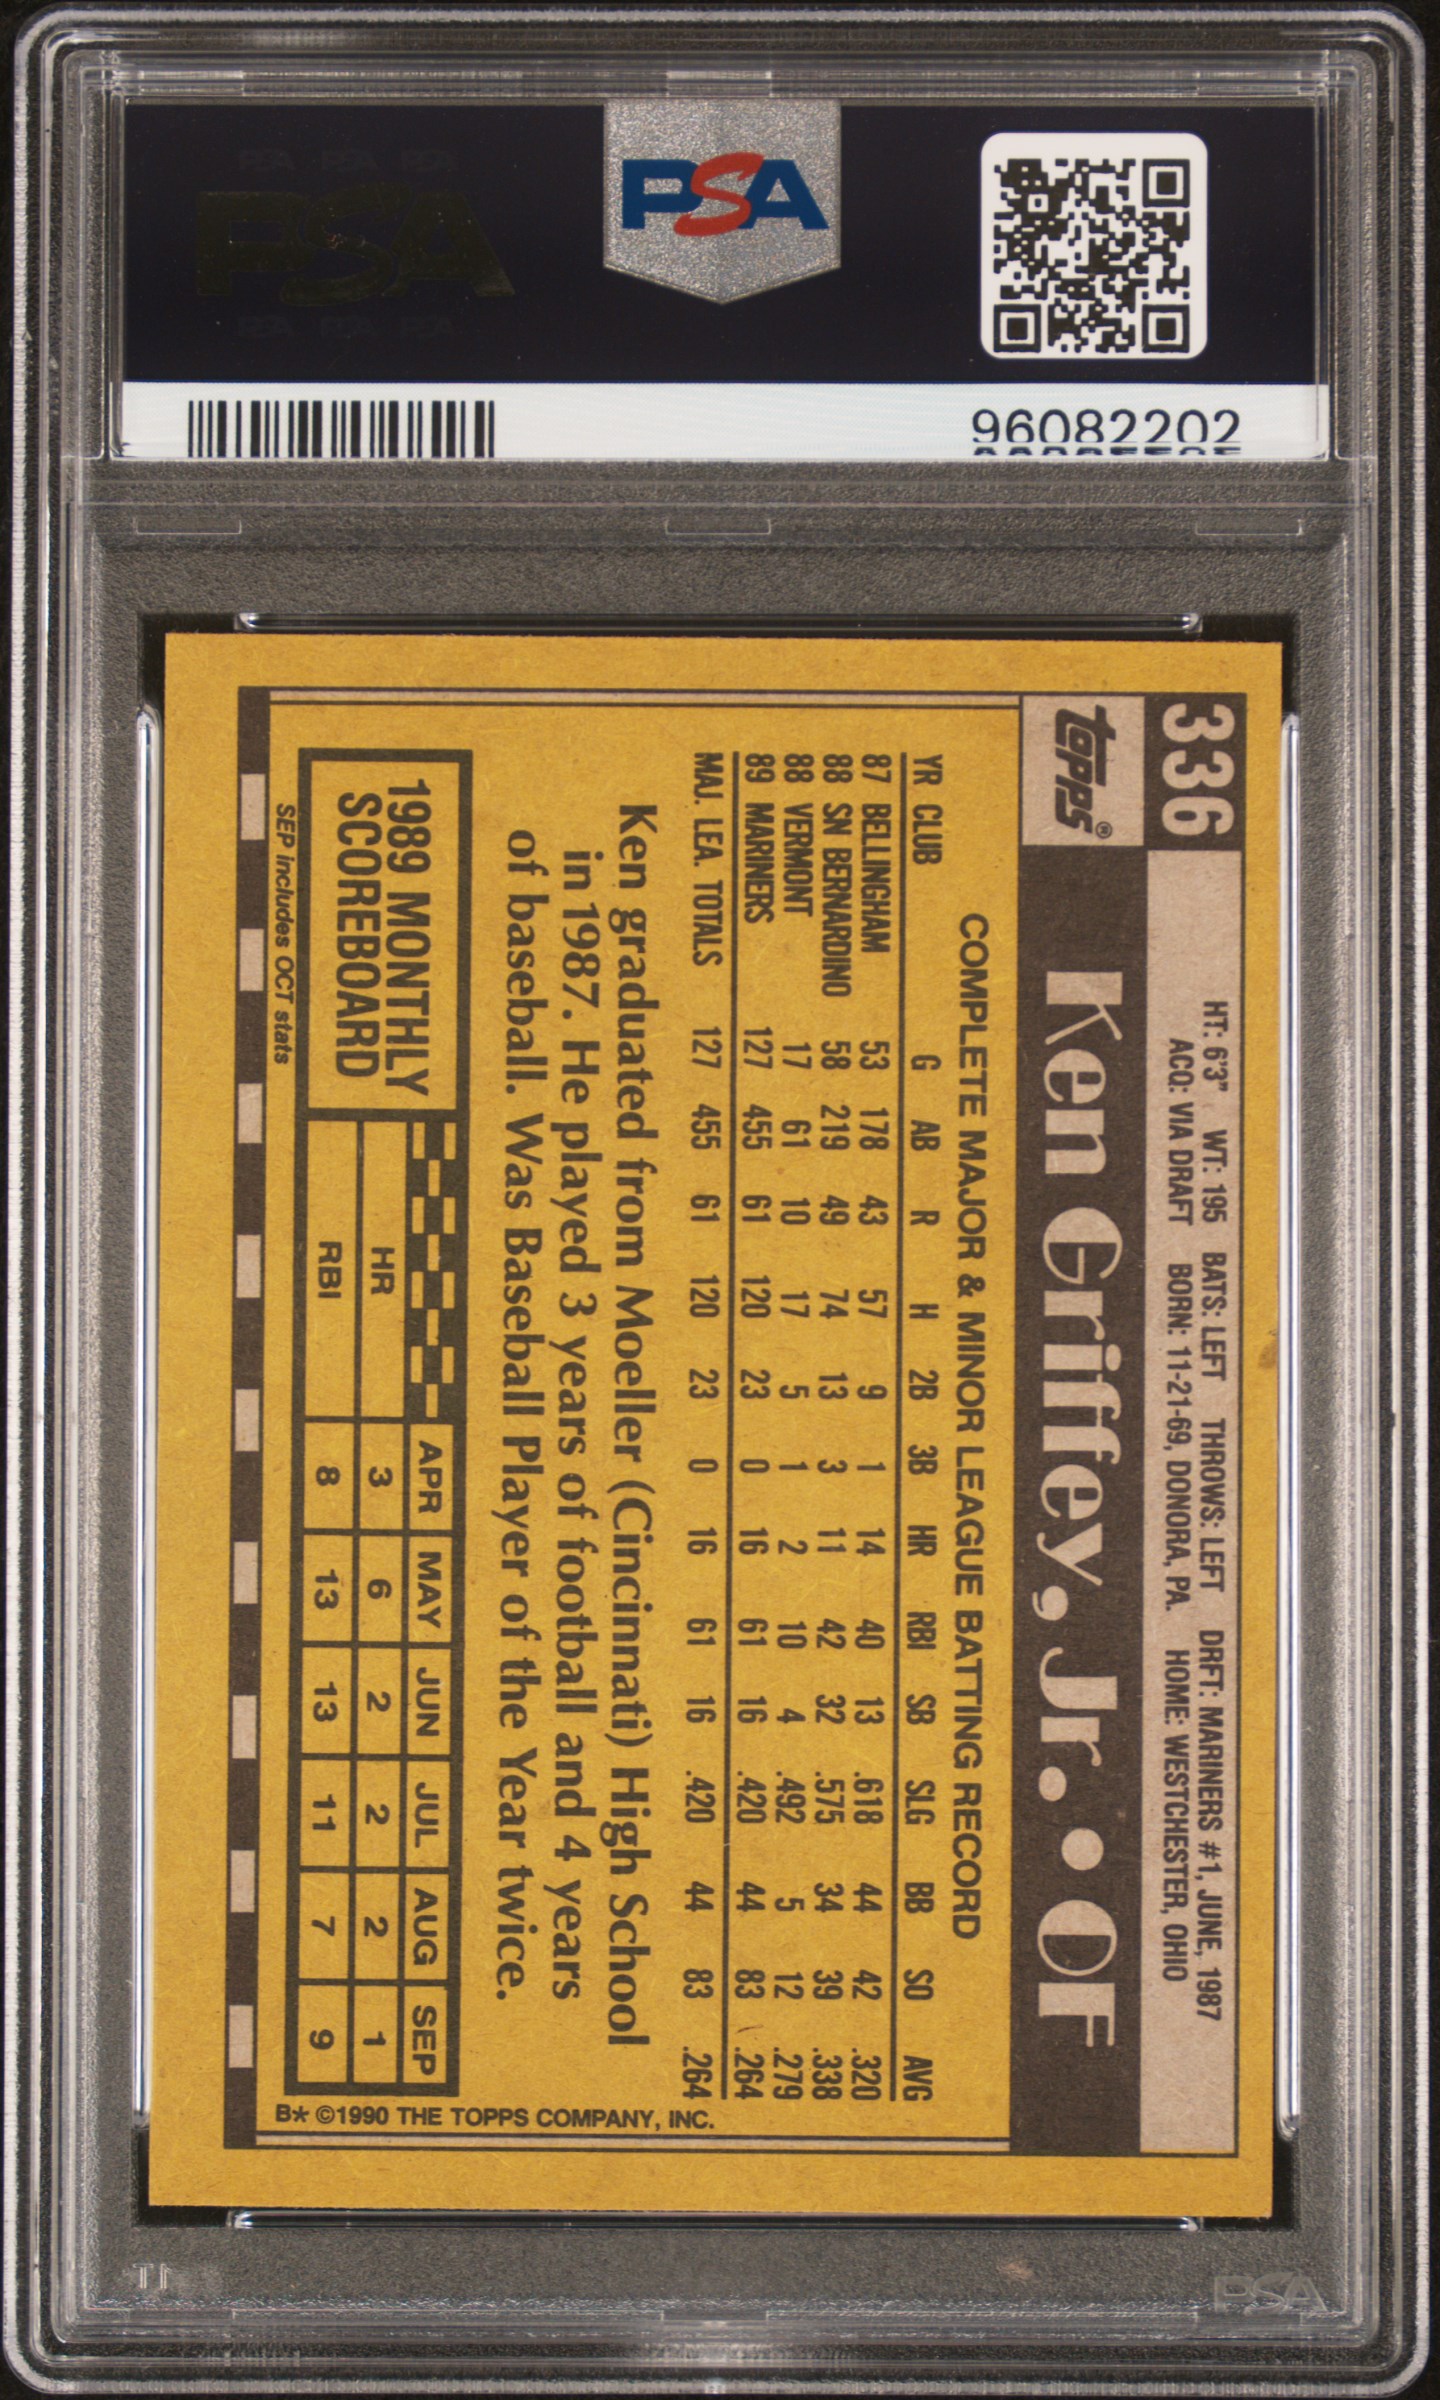 PSA
PSA PSA PSA
PSA
PSA PSA PSA
96082202
336
topps®
HT: 6'3" WT: 195 BATS: LEFT THROWS: LEFT DRFT: MARINERS #1, JUNE, 1987
ACQ: VIA DRAFT BORN: 11-21-69, DONORA, PA. HOME: WESTCHESTER, OHIO
Ken Griffey, Jr. • OF
COMPLETE MAJOR & MINOR LEAGUE BATTING RECORD
YR CLUB G AB R H 2B 3B HR RBI SB SLG BB SO AVG
87 BELLINGHAM 53 178 43 57 9 1 14 40 13 .618 44 42 .320
88 SN BERNARDINO 58 219 49 74 13 3 11 42 32 .575 34 39 .338
88 VERMONT 17 61 10 17 5 1 2 10 4 .492 5 12 .279
89 MARINERS 127 455 61 120 23 0 16 61 16 .420 44 83 .264
MAJ. LEA. TOTALS 127 455 61 120 23 0 16 61 16 .420 44 83 .264
Ken graduated from Moeller (Cincinnati) High School
in 1987. He played 3 years of football and 4 years
of baseball. Was Baseball Player of the Year twice.
1989 MONTHLY
SCOREBOARD
APR MAY JUN JUL AUG SEP
HR 3 6 2 2 2 1
RBI 8 13 13 11 7 9
SEP includes OCT stats
B* ©1990 THE TOPPS COMPANY, INC.
PSA